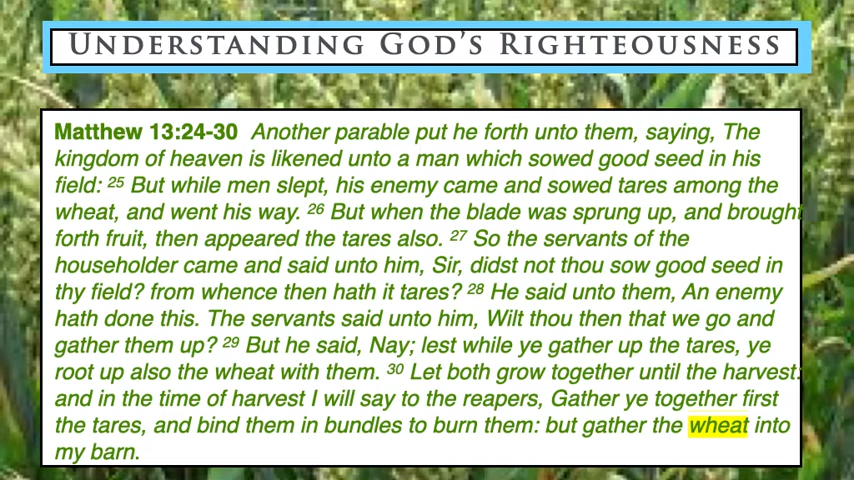 Understanding God's Righteousness
Matthew 13:24-30 Another parable put he forth unto them, saying, The
kingdom of heaven is likened unto a man which sowed good seed in his
field: 25 But while men slept, his enemy came and sowed tares among the
wheat, and went his way. 26 But when the blade was sprung up, and brought
forth fruit, then appeared the tares also. 27 So the servants of the
householder came and said unto him, Sir, didst not thou sow good seed in
thy field? from whence then hath it tares? 28 He said unto them, An enemy
hath done this. The servants said unto him, Wilt thou then that we go and
gather them up? 29 But he said, Nay; lest while ye gather up the tares, ye
root up also the wheat with them. 30 Let both grow together until the harvest:
and in the time of harvest I will say to the reapers, Gather ye together first
the tares, and bind them in bundles to burn them: but gather the wheat into
my barn.